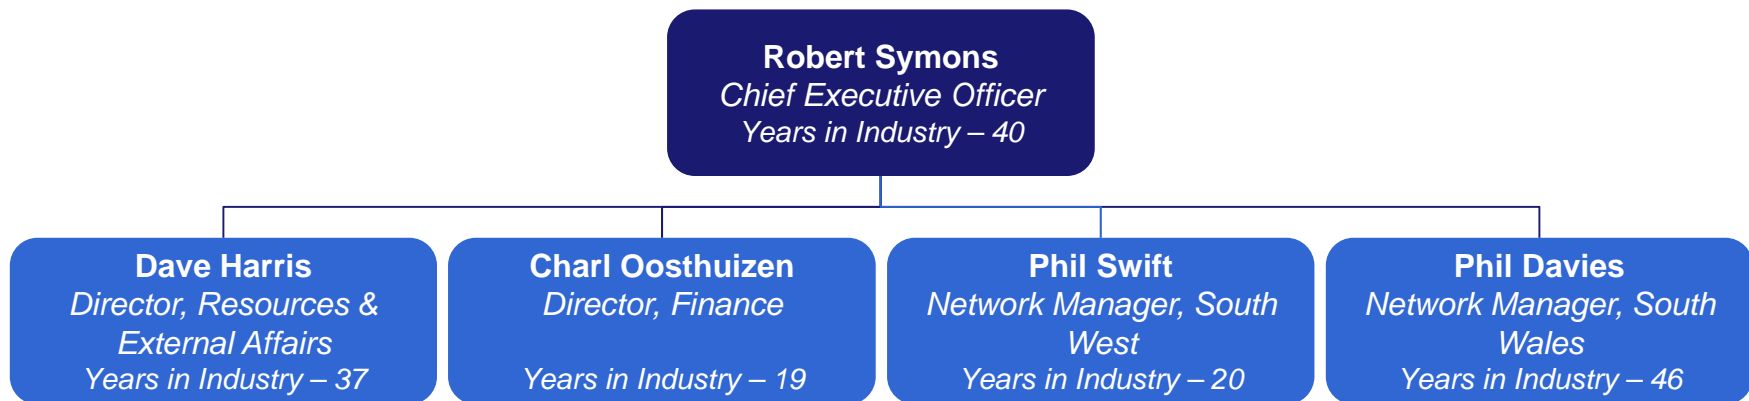 Robert Symons
Chief Executive Officer
Years in Industry – 40
Dave Harris
Director, Resources &
External Affairs
Years in Industry – 37
Charl Oosthuizen
Director, Finance
Years in Industry – 19
Phil Swift
Network Manager, South
West
Years in Industry – 20
Phil Davies
Network Manager, South
Wales
Years in Industry – 46